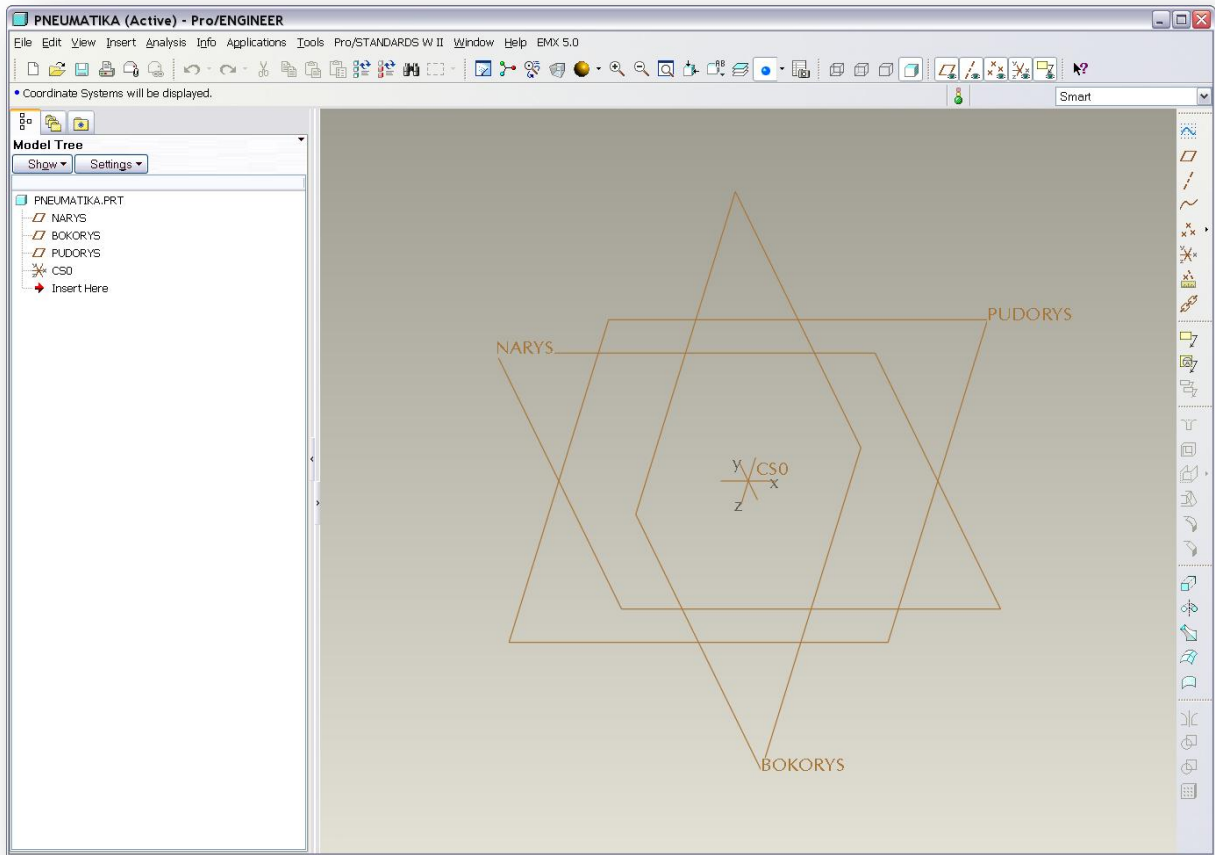 PNEUMATIKA (Active) - Pro/ENGINEER
File Edit View Insert Analysis Info Applications Tools Pro/STANDARDS W II Window Help EMX 5.0
• Coordinate Systems will be displayed.
Smart
Model Tree
Show Settings
PNEUMATIKA.PRT
NARYS
BOKORYS
PUDORYS
CS0
Insert Here
PUDORYS
NARYS
y CS0
x
z
BOKORYS